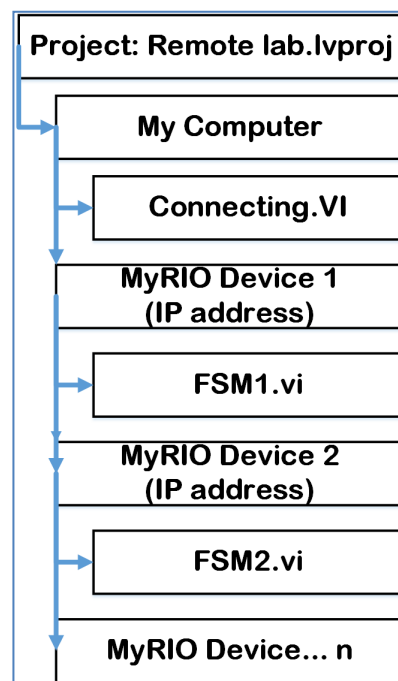 Project: Remote lab.lvproj
My Computer
Connecting.VI
MyRIO Device 1
(IP address)
FSM1.vi
MyRIO Device 2
(IP address)
FSM2.vi
MyRIO Device... n